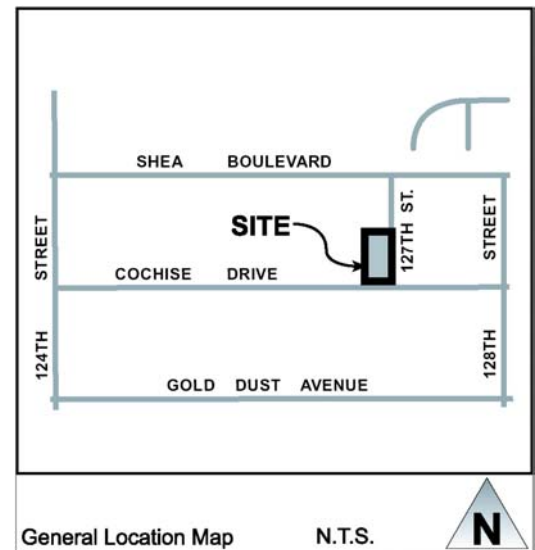 SHEA BOULEVARD
SITE
127TH ST.
STREET
124TH
STREET
128TH
COCHISE DRIVE
GOLD DUST AVENUE
General Location Map N.T.S.
N